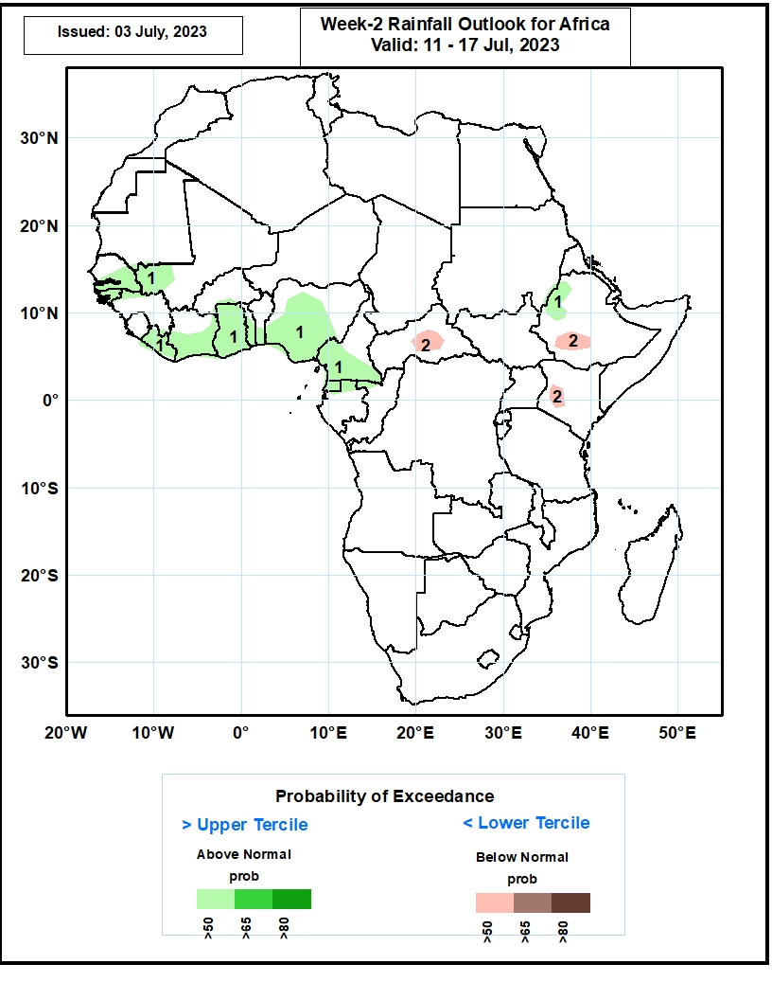 Issued: 03 July, 2023
Week-2 Rainfall Outlook for Africa
Valid: 11 - 17 Jul, 2023
30°N
20°N
10°N
0°
10°S
20°S
30°S
1
1
1
1
1
1
2
2
2
20°W 10°W 0° 10°E 20°E 30°E 40°E 50°E
Probability of Exceedance
> Upper Tercile
< Lower Tercile
Above Normal
prob
>50 >65 >80
Below Normal
prob
>50 >65 >80